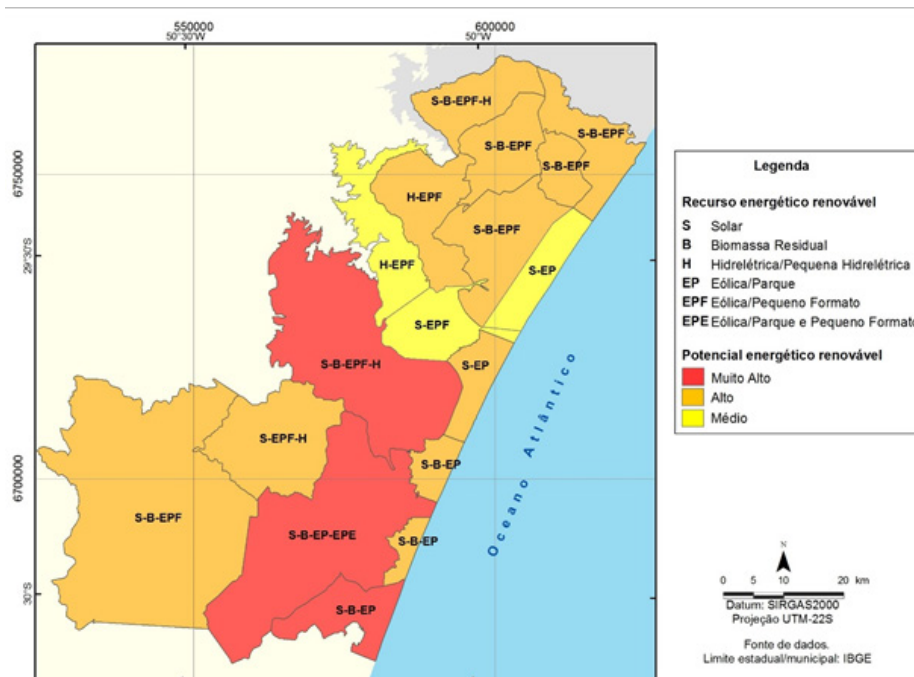 550000
600000
50°30'W
50°W
S-B-EPF-H
S-B-EPF
S-B-EPF
S-B-EPF
6750000
H-EPF
S-B-EPF
29°30'S
H-EPF
S-EP
S-EPF
S-EP
S-B-EPF-H
S-EPF-H
S-B-EP
6700000
S-B-EPF
S-B-EP-EPE
S-B-EP
30°S
S-B-EP
Oceano Atlântico
Legenda
Recurso energético renovável
S Solar
B Biomassa Residual
H Hidrelétrica/Pequena Hidrelétrica
EP Eólica/Parque
EPF Eólica/Pequeno Formato
EPE Eólica/Parque e Pequeno Formato
Potencial energético renovável
Muito Alto
Alto
Médio
N
0 5 10 20 km
Datum: SIRGAS2000
Projeção UTM-22S
Fonte de dados.
Limite estadual/municipal: IBGE